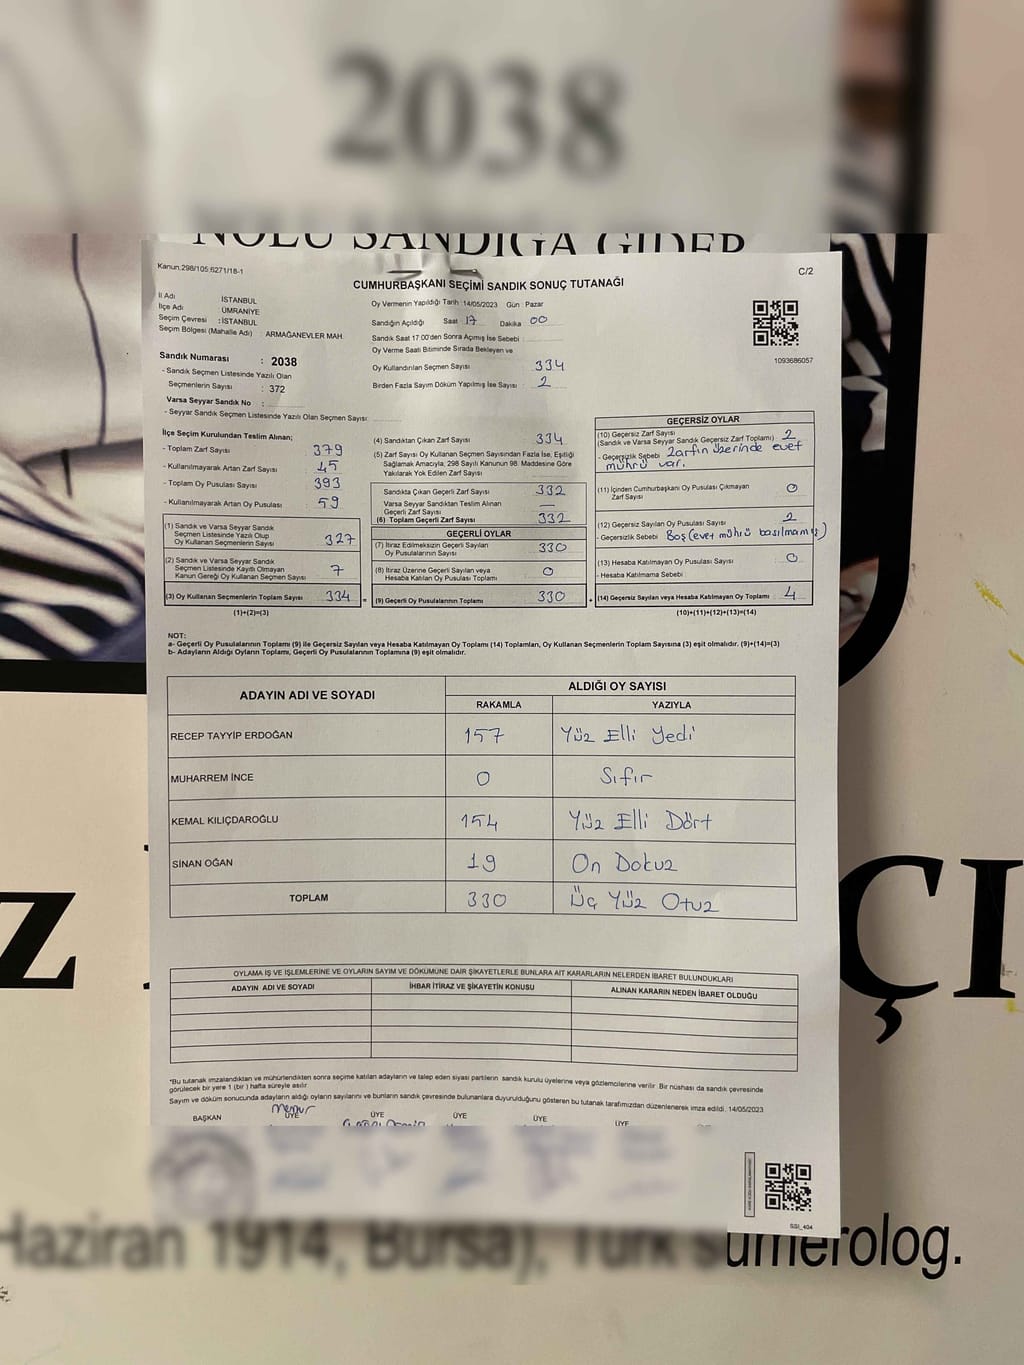 2038
NOLU SANDIĞA GİDER
Kanun:298/105,6271/18-1
C/2
CUMHURBAŞKANI SEÇİMİ SANDIK SONUÇ TUTANAĞI
İl Adı İSTANBUL
İlçe Adı : ÜMRANİYE
Seçim Çevresi : İSTANBUL
Seçim Bölgesi (Mahalle Adı) : ARMAĞANEVLER MAH.
Sandık Numarası : 2038
- Sandık Seçmen Listesinde Yazılı Olan
Seçmenlerin Sayısı : 372
Varsa Seyyar Sandık No :
- Seyyar Sandık Seçmen Listesinde Yazılı Olan Seçmen Sayısı:
Oy Vermenin Yapıldığı Tarih :14/05/2023 Gün : Pazar
Sandığın Açıldığı Saat 17 Dakika 00
Sandık Saat 17.00'den Sonra Açılmış İse Sebebi :
Oy Verme Saati Bitiminde Sırada Bekleyen ve
Oy Kullandırılan Seçmen Sayısı : 334
Birden Fazla Sayım Döküm Yapılmış İse Sayısı : 2
1093686057
İlçe Seçim Kurulundan Teslim Alınan;
- Toplam Zarf Sayısı : 379
- Kullanılmayarak Artan Zarf Sayısı : 45
- Toplam Oy Pusulası Sayısı : 393
- Kullanılmayarak Artan Oy Pusulası : 59
(1) Sandık ve Varsa Seyyar Sandık
Seçmen Listesinde Yazılı Olup
Oy Kullanan Seçmenlerin Sayısı : 327
(2) Sandık ve Varsa Seyyar Sandık
Seçmen Listesinde Kayıtlı Olmayan
Kanun Gereği Oy Kullanan Seçmen Sayısı : 7
(3) Oy Kullanan Seçmenlerin Toplam Sayısı : 334
(1)+(2)=(3)
(4) Sandıktan Çıkan Zarf Sayısı : 334
(5) Zarf Sayısı Oy Kullanan Seçmen Sayısından Fazla İse, Eşitliği
Sağlamak Amacıyla, 298 Sayılı Kanunun 98. Maddesine Göre
Yakılarak Yok Edilen Zarf Sayısı :
Sandıkta Çıkan Geçerli Zarf Sayısı : 332
Varsa Seyyar Sandıktan Teslim Alınan
Geçerli Zarf Sayısı : —
(6) Toplam Geçerli Zarf Sayısı : 332
GEÇERLİ OYLAR
(7) İtiraz Edilmeksizin Geçerli Sayılan
Oy Pusulalarının Sayısı : 330
(8) İtiraz Üzerine Geçerli Sayılan veya
Hesaba Katılan Oy Pusulası Toplamı : 0
= (9) Geçerli Oy Pusulalarının Toplamı : 330
GEÇERSİZ OYLAR
(10) Geçersiz Zarf Sayısı : 2
(Sandık ve Varsa Seyyar Sandık Geçersiz Zarf Toplamı)
- Geçersizlik Sebebi : Zarfın üzerinde evet
mührü var.
(11) İçinden Cumhurbaşkanı Oy Pusulası Çıkmayan
Zarf Sayısı : 0
(12) Geçersiz Sayılan Oy Pusulası Sayısı : 2
- Geçersizlik Sebebi : Boş (evet mührü basılmamış)
(13) Hesaba Katılmayan Oy Pusulası Sayısı : 0
- Hesaba Katılmama Sebebi :
+ (14) Geçersiz Sayılan veya Hesaba Katılmayan Oy Toplamı : 4
(10)+(11)+(12)+(13)=(14)
NOT:
a- Geçerli Oy Pusulalarının Toplamı (9) ile Geçersiz Sayılan veya Hesaba Katılmayan Oy Toplamı (14) Toplamları, Oy Kullanan Seçmenlerin Toplam Sayısına (3) eşit olmalıdır. (9)+(14)=(3)
b- Adayların Aldığı Oyların Toplamı, Geçerli Oy Pusulalarının Toplamına (9) eşit olmalıdır.
ADAYIN ADI VE SOYADI
ALDIĞI OY SAYISI
RAKAMLA YAZIYLA
RECEP TAYYİP ERDOĞAN 157 Yüz Elli Yedi
MUHARREM İNCE 0 Sıfır
KEMAL KILIÇDAROĞLU 154 Yüz Elli Dört
SİNAN OĞAN 19 On Dokuz
TOPLAM 330 Üç Yüz Otuz
OYLAMA İŞ VE İŞLEMLERİNE VE OYLARIN SAYIM VE DÖKÜMÜNE DAİR ŞİKAYETLERLE BUNLARA AİT KARARLARIN NELERDEN İBARET BULUNDUKLARI
ADAYIN ADI VE SOYADI İHBAR İTİRAZ VE ŞİKAYETİN KONUSU ALINAN KARARIN NEDEN İBARET OLDUĞU
*Bu tutanak imzalandıktan ve mühürlendikten sonra seçime katılan adayların ve talep eden siyasi partilerin sandık kurulu üyelerine veya gözlemcilerine verilir. Bir nüshası da sandık çevresinde
görülecek bir yere 1 (bir ) hafta süreyle asılır.
Sayım ve döküm sonucunda adayların aldığı oyların sayılarını ve bunların sandık çevresinde bulunanlara duyurulduğunu gösteren bu tutanak tarafımızdan düzenlenerek imza edildi. 14/05/2023
memur
BAŞKAN ÜYE ÜYE ÜYE ÜYE ÜYE
SSI_404
Z
ÇI
Haziran 1914, Bursa), Türk sümerolog.